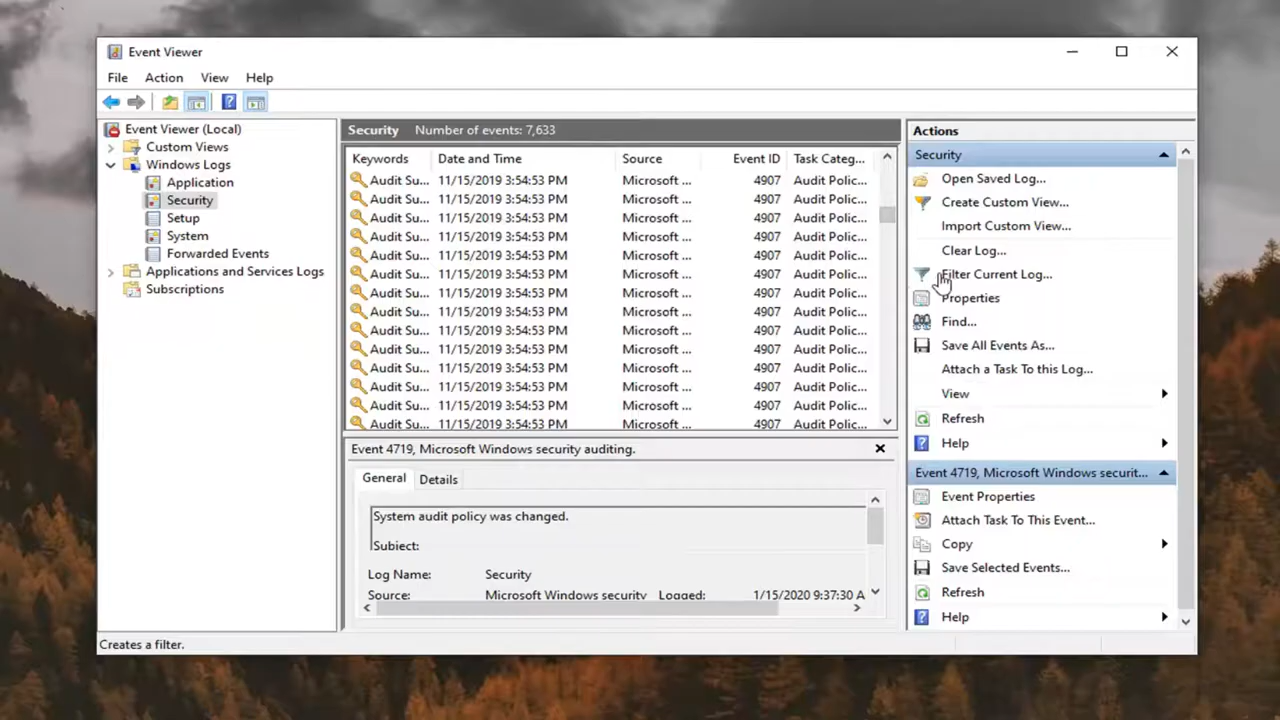 Event Viewer
File Action View Help
Event Viewer (Local)
Custom Views
Windows Logs
Application
Security
Setup
System
Forwarded Events
Applications and Services Logs
Subscriptions
Security Number of events: 7,633
Keywords Date and Time Source Event ID Task Categ...
Audit Su... 11/15/2019 3:54:53 PM Microsoft ... 4907 Audit Polic...
Audit Su... 11/15/2019 3:54:53 PM Microsoft ... 4907 Audit Polic...
Audit Su... 11/15/2019 3:54:53 PM Microsoft ... 4907 Audit Polic...
Audit Su... 11/15/2019 3:54:53 PM Microsoft ... 4907 Audit Polic...
Audit Su... 11/15/2019 3:54:53 PM Microsoft ... 4907 Audit Polic...
Audit Su... 11/15/2019 3:54:53 PM Microsoft ... 4907 Audit Polic...
Audit Su... 11/15/2019 3:54:53 PM Microsoft ... 4907 Audit Polic...
Audit Su... 11/15/2019 3:54:53 PM Microsoft ... 4907 Audit Polic...
Audit Su... 11/15/2019 3:54:53 PM Microsoft ... 4907 Audit Polic...
Audit Su... 11/15/2019 3:54:53 PM Microsoft ... 4907 Audit Polic...
Audit Su... 11/15/2019 3:54:53 PM Microsoft ... 4907 Audit Polic...
Audit Su... 11/15/2019 3:54:53 PM Microsoft ... 4907 Audit Polic...
Audit Su... 11/15/2019 3:54:53 PM Microsoft ... 4907 Audit Polic...
Audit Su... 11/15/2019 3:54:53 PM Microsoft ... 4907 Audit Polic...
Event 4719, Microsoft Windows security auditing.
General Details
System audit policy was changed.
Subject:
Log Name: Security
Source: Microsoft Windows security Logged: 1/15/2020 9:37:30 A
Actions
Security
Open Saved Log...
Create Custom View...
Import Custom View...
Clear Log...
Filter Current Log...
Properties
Find...
Save All Events As...
Attach a Task To this Log...
View
Refresh
Help
Event 4719, Microsoft Windows securit...
Event Properties
Attach Task To This Event...
Copy
Save Selected Events...
Refresh
Help
Creates a filter.